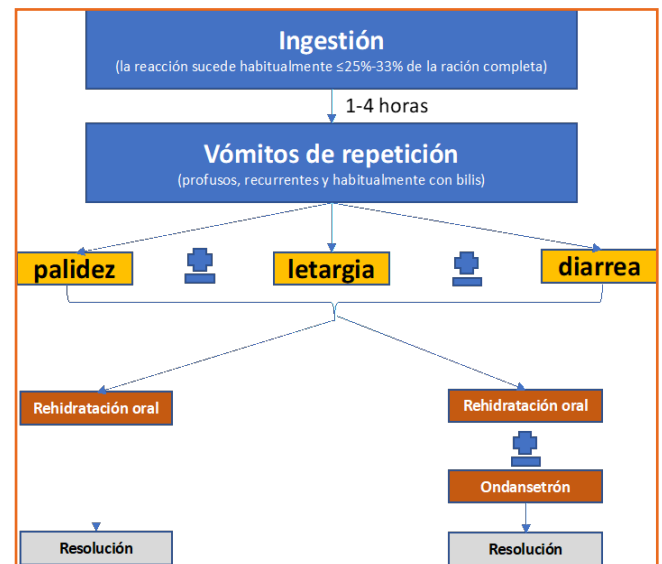 Ingestión
(la reacción sucede habitualmente ≤25%-33% de la ración completa)
1-4 horas
Vómitos de repetición
(profusos, recurrentes y habitualmente con bilis)
palidez
letargia
diarrea
Rehidratación oral
Rehidratación oral
Ondansetrón
Resolución
Resolución